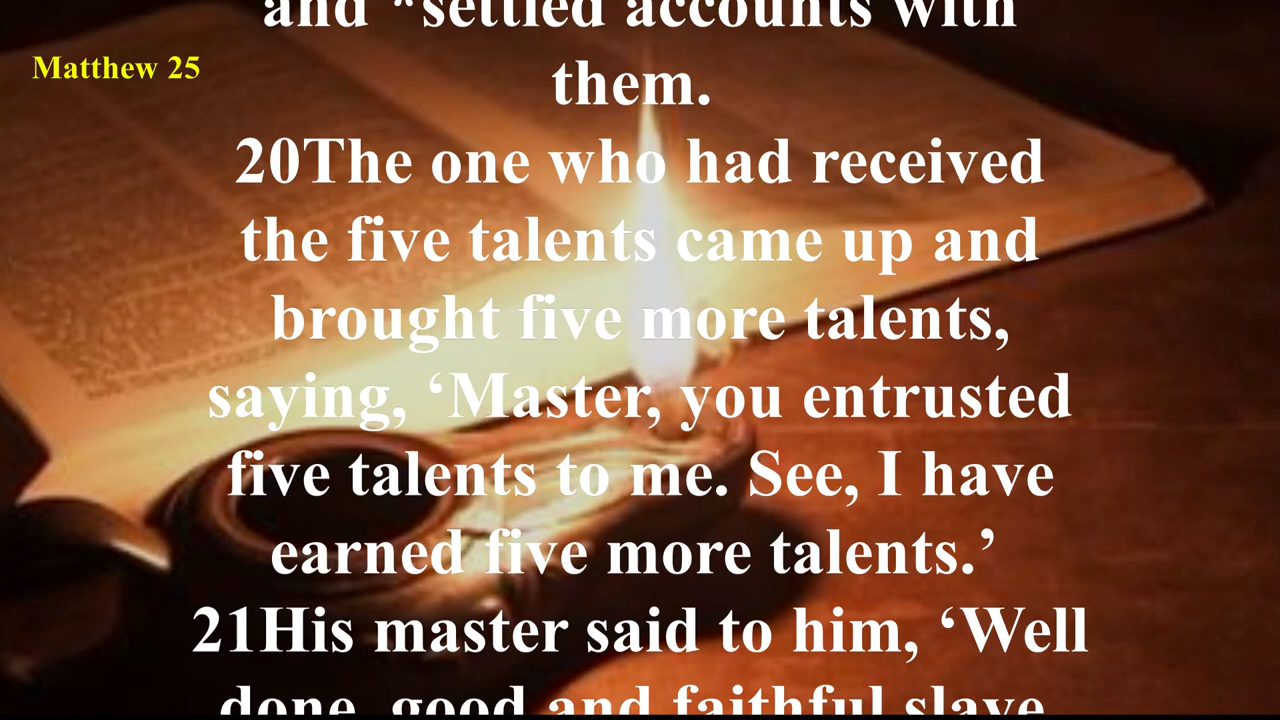 and *settled accounts with
Matthew 25
them.
20The one who had received
the five talents came up and
brought five more talents,
saying, ‘Master, you entrusted
five talents to me. See, I have
earned five more talents.’
21His master said to him, ‘Well
done, good and faithful slave